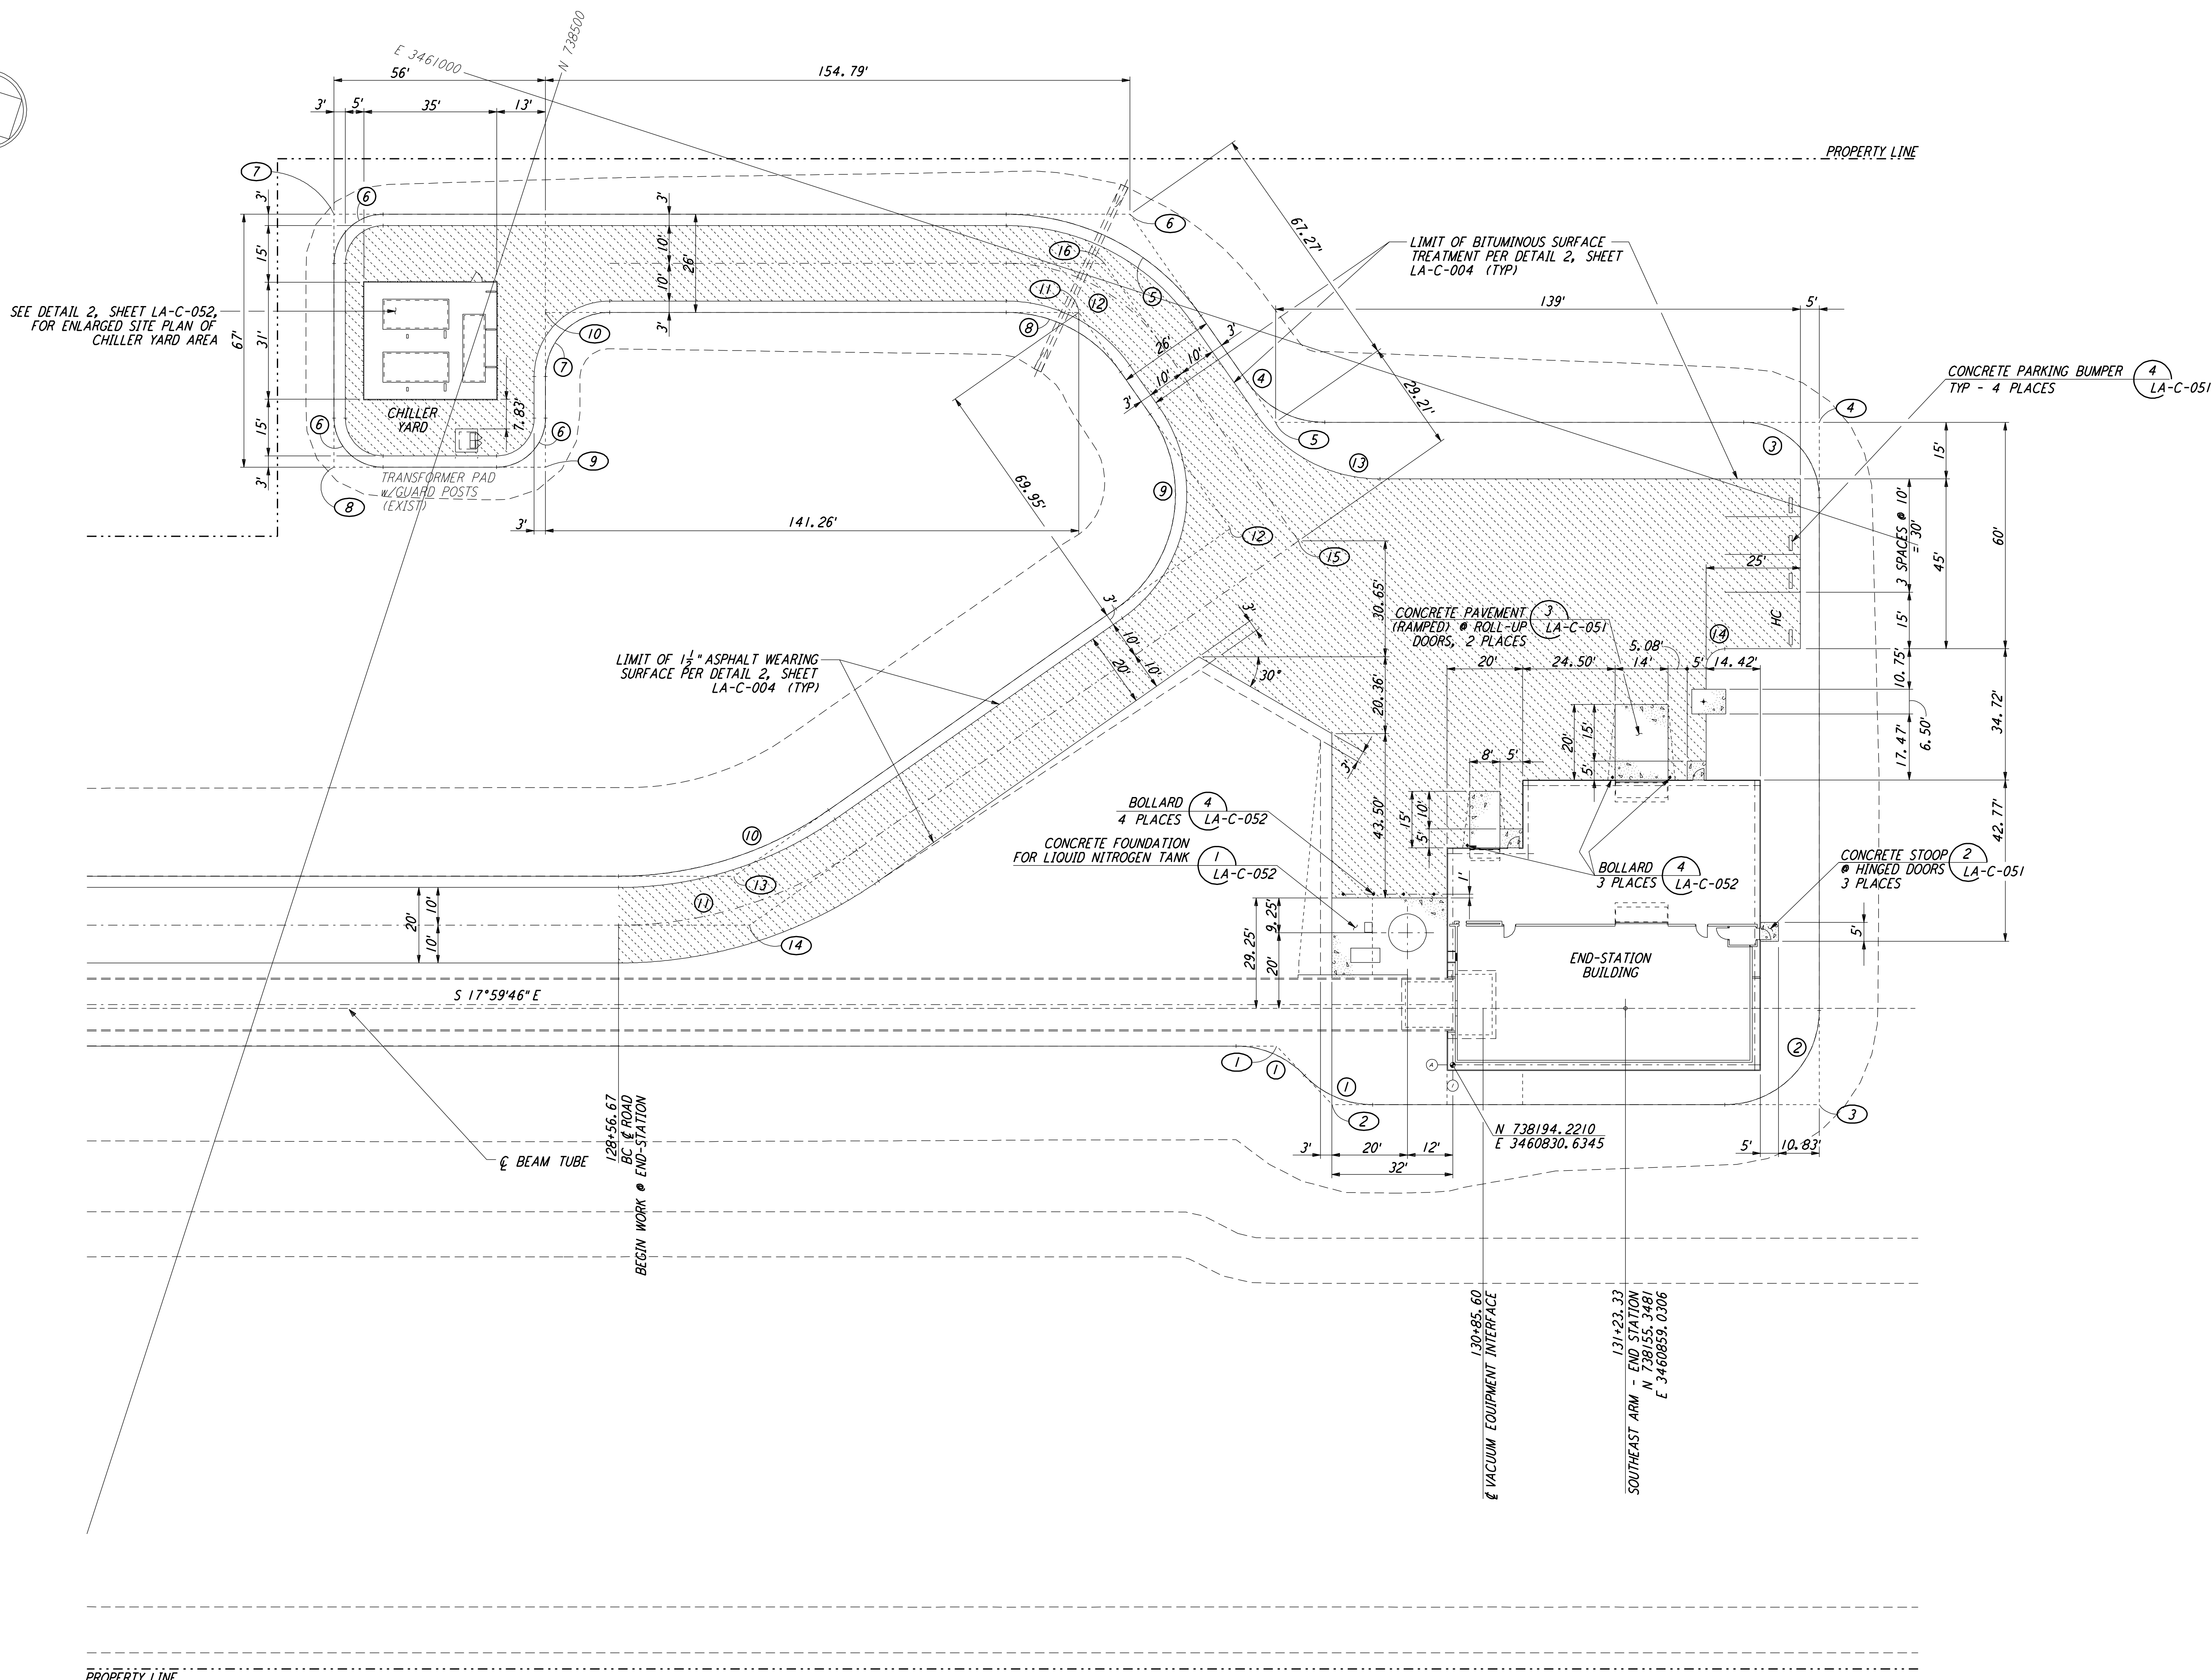 E 3461000
N 738500
56'
154.79'
3'
5'
35'
13'
PROPERTY LINE
7
6
3'
15'
67'
31'
15'
3'
3'
10'
26'
10'
3'
16
6
67.27'
LIMIT OF BITUMINOUS SURFACE
TREATMENT PER DETAIL 2, SHEET
LA-C-004 (TYP)
SEE DETAIL 2, SHEET LA-C-052,
FOR ENLARGED SITE PLAN OF
CHILLER YARD AREA
11
12
5
8
10
7
139'
5'
26'
3'
10'
10'
3'
4
29.21'
CONCRETE PARKING BUMPER
TYP - 4 PLACES
4
LA-C-051
CHILLER
YARD
7.83'
6
6
9
TRANSFORMER PAD
W/GUARD POSTS
(EXIST)
8
4
3
5
13
15'
69.95'
9
3'
141.26'
12
15
3 SPACES @ 10'
= 30'
45'
60'
25'
15'
HC
14
30.65'
3'
3'
10'
10'
20'
CONCRETE PAVEMENT
(RAMPED) @ ROLL-UP
DOORS, 2 PLACES
3
LA-C-051
LIMIT OF 1 1/2" ASPHALT WEARING
SURFACE PER DETAIL 2, SHEET
LA-C-004 (TYP)
30°
20.36'
20'
24.50'
14'
5.08'
5'
14.42'
10.75'
6.50'
34.72'
17.47'
20'
15'
5'
8'
5'
3'
43.50'
15'
10'
5'
BOLLARD
4 PLACES
4
LA-C-052
CONCRETE FOUNDATION
FOR LIQUID NITROGEN TANK
1
LA-C-052
BOLLARD
3 PLACES
4
LA-C-052
CONCRETE STOOP
@ HINGED DOORS
3 PLACES
2
LA-C-051
42.77'
5'
1'
10
13
11
14
20'
10'
10'
29.25'
9.25'
20'
END-STATION
BUILDING
S 17°59'46" E
1
1
1
2
2
3
A
1
N 738194.2210
E 3460830.6345
℄ BEAM TUBE
128+56.67
BC ℄ ROAD
BEGIN WORK @ END-STATION
3'
20'
12'
32'
5'
10.83'
130+85.60
℄ VACUUM EQUIPMENT INTERFACE
131+23.33
SOUTHEAST ARM - END STATION
N 738155.3481
E 3460859.0306
PROPERTY LINE